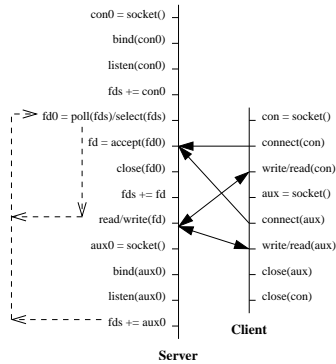 con0 = socket()
bind(con0)
listen(con0)
fds += con0
fd0 = poll(fds)/select(fds)
fd = accept(fd0)
close(fd0)
fds += fd
read/write(fd)
aux0 = socket()
bind(aux0)
listen(aux0)
fds += aux0
Server
con = socket()
connect(con)
write/read(con)
aux = socket()
connect(aux)
write/read(aux)
close(aux)
close(con)
Client